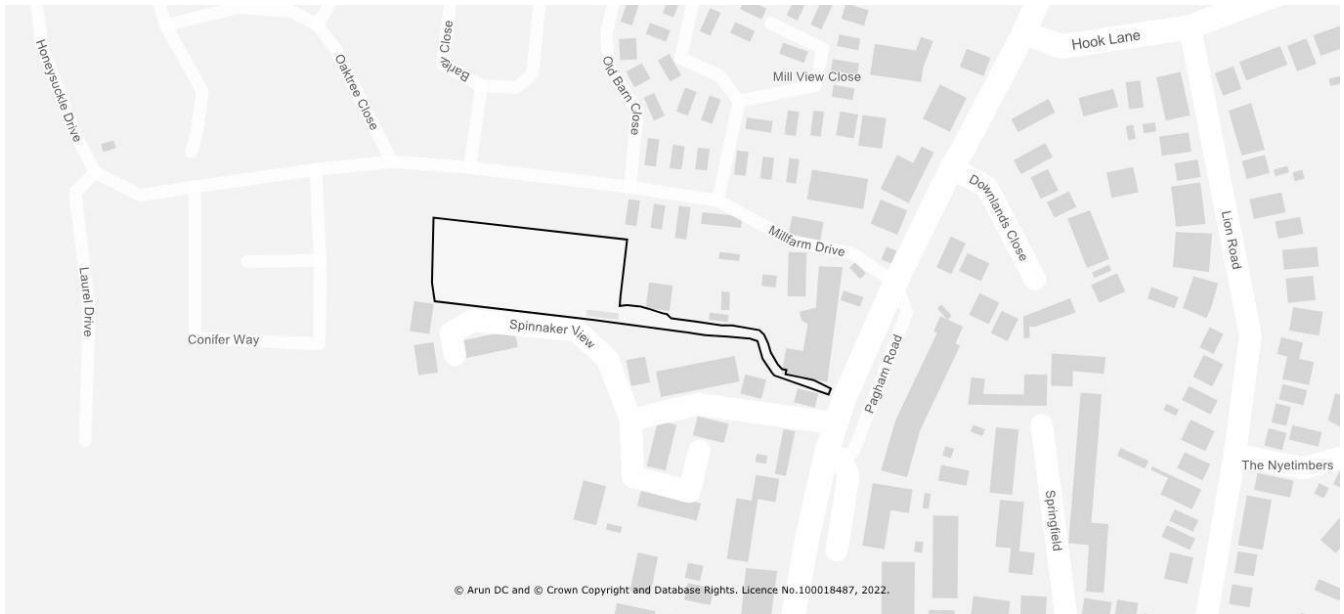 Hook Lane
Honeysuckle Drive
Oaktree Close
Barley Close
Old Barn Close
Mill View Close
Downlands Close
Lion Road
Millfarm Drive
Laurel Drive
Conifer Way
Spinnaker View
Pagham Road
The Nyetimbers
Springfield
© Arun DC and © Crown Copyright and Database Rights. Licence No.100018487, 2022.